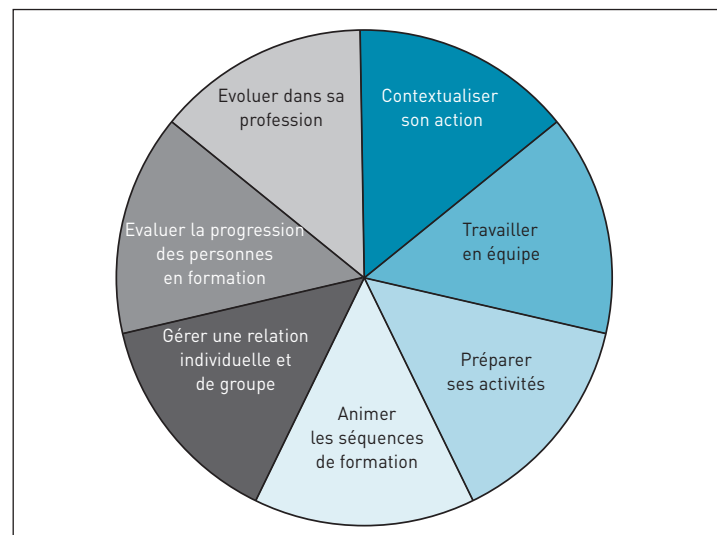 Evoluer dans sa
profession
Contextualiser
son action
Evaluer la progression
des personnes
en formation
Travailler
en équipe
Gérer une relation
individuelle et
de groupe
Préparer
ses activités
Animer
les séquences
de formation